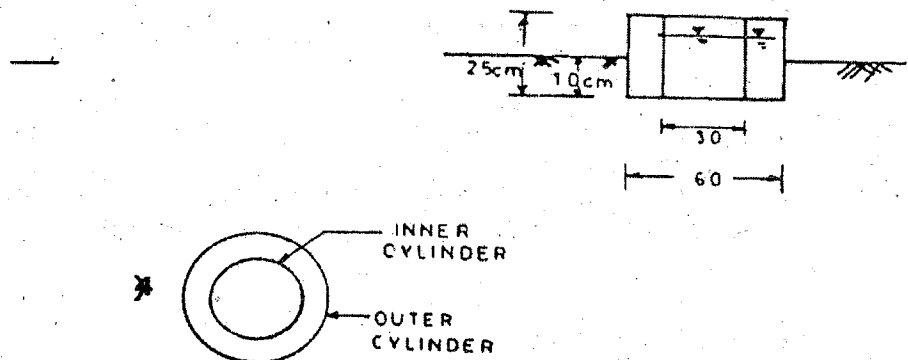 25cm
10cm
30
60
INNER
CYLINDER
OUTER
CYLINDER